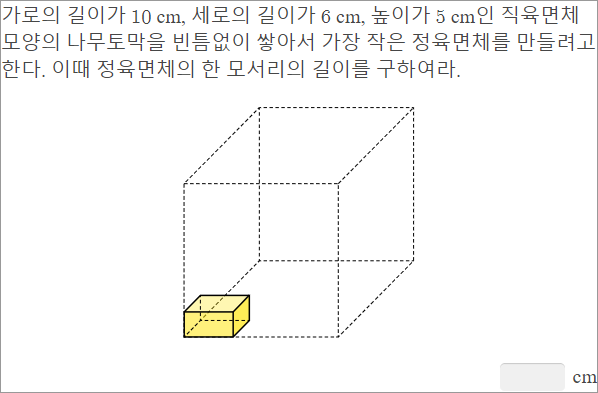 가로의 길이가 10 cm, 세로의 길이가 6 cm, 높이가 5 cm인 직육면체
모양의 나무토막을 빈틈없이 쌓아서 가장 작은 정육면체를 만들려고
한다. 이때 정육면체의 한 모서리의 길이를 구하여라.
cm